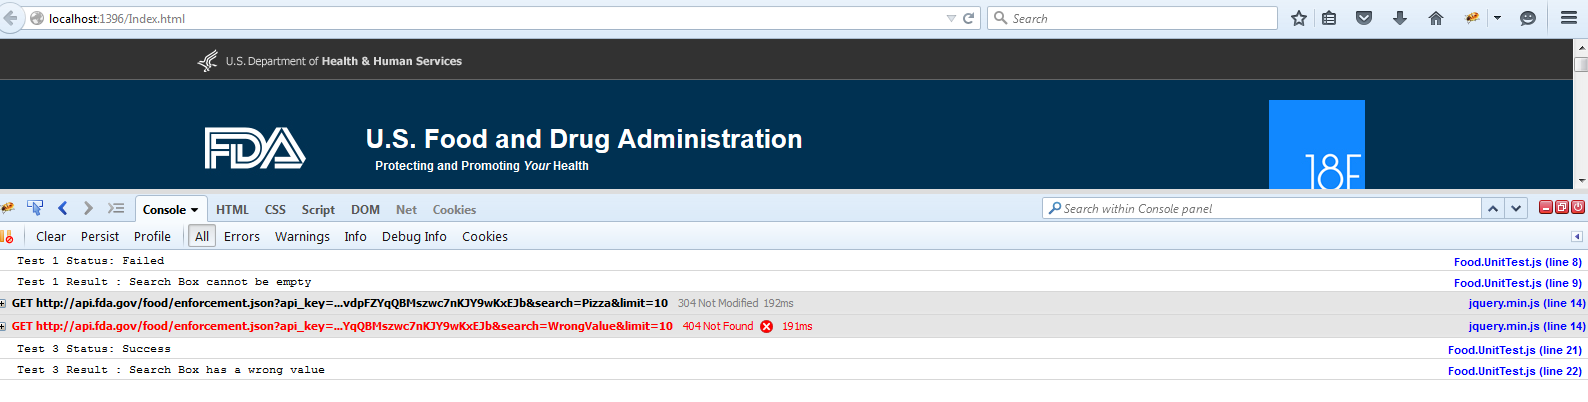 localhost:1396/Index.html
Search
U.S. Department of Health & Human Services
FDA
U.S. Food and Drug Administration
Protecting and Promoting Your Health
18F
Console HTML CSS Script DOM Net Cookies
Search within Console panel
Clear Persist Profile All Errors Warnings Info Debug Info Cookies
Test 1 Status: Failed Food.UnitTest.js (line 8)
Test 1 Result : Search Box cannot be empty Food.UnitTest.js (line 9)
GET http://api.fda.gov/food/enforcement.json?api_key=...vdpFZYqQBMszwc7nKJY9wKxEJb&search=Pizza&limit=10 304 Not Modified 192ms jquery.min.js (line 14)
GET http://api.fda.gov/food/enforcement.json?api_key=...YqQBMszwc7nKJY9wKxEJb&search=WrongValue&limit=10 404 Not Found 191ms jquery.min.js (line 14)
Test 3 Status: Success Food.UnitTest.js (line 21)
Test 3 Result : Search Box has a wrong value Food.UnitTest.js (line 22)